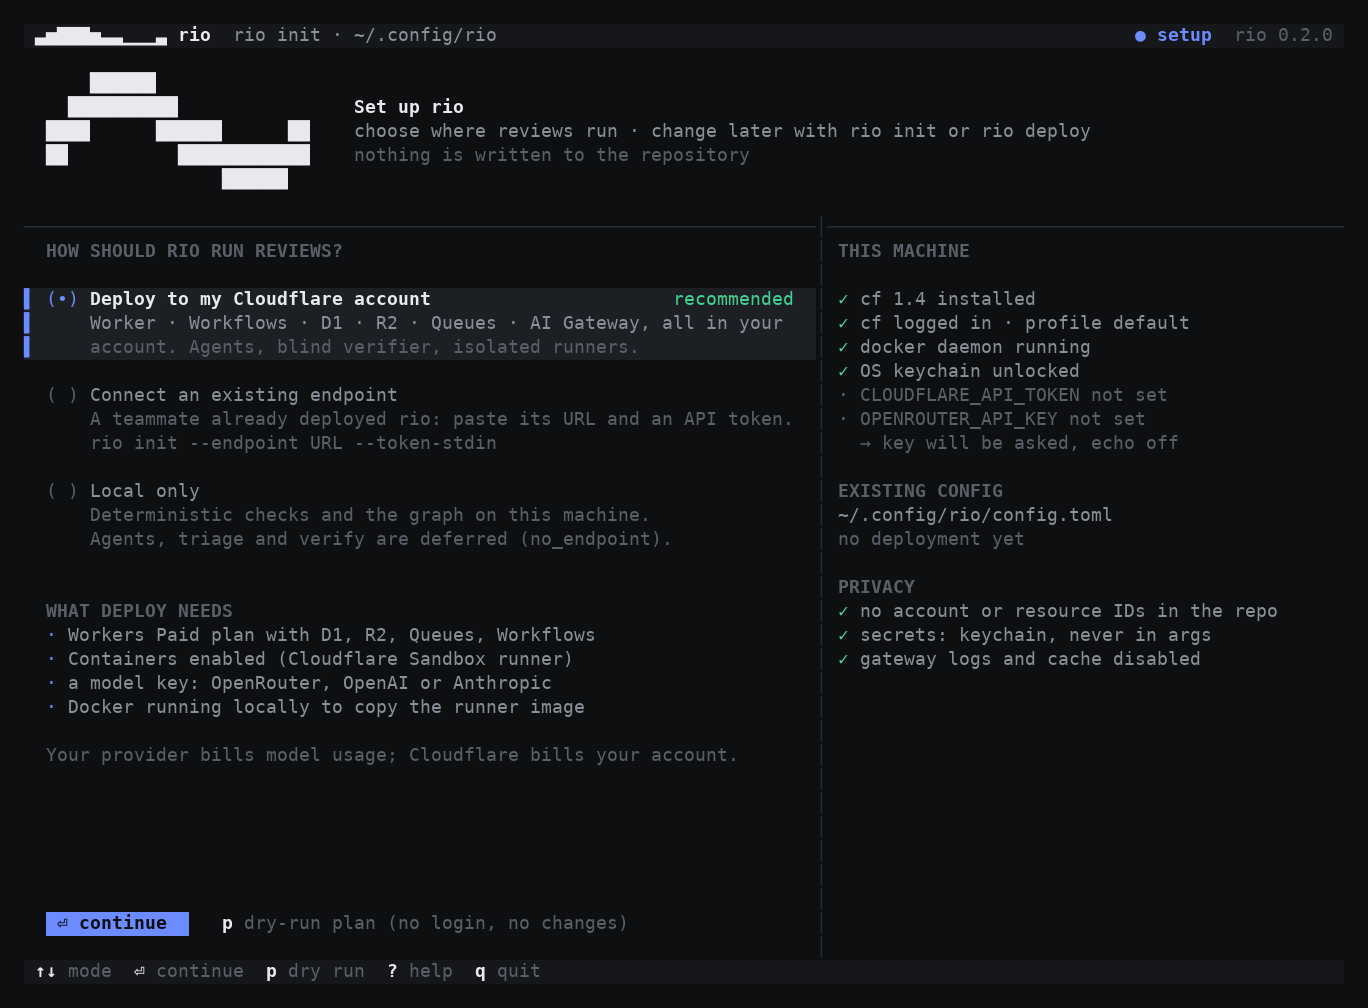 rio rio init · ~/.config/rio ● setup rio 0.2.0
Set up rio
choose where reviews run · change later with rio init or rio deploy
nothing is written to the repository
HOW SHOULD RIO RUN REVIEWS?
(•) Deploy to my Cloudflare account recommended
Worker · Workflows · D1 · R2 · Queues · AI Gateway, all in your
account. Agents, blind verifier, isolated runners.
( ) Connect an existing endpoint
A teammate already deployed rio: paste its URL and an API token.
rio init --endpoint URL --token-stdin
( ) Local only
Deterministic checks and the graph on this machine.
Agents, triage and verify are deferred (no_endpoint).
WHAT DEPLOY NEEDS
· Workers Paid plan with D1, R2, Queues, Workflows
· Containers enabled (Cloudflare Sandbox runner)
· a model key: OpenRouter, OpenAI or Anthropic
· Docker running locally to copy the runner image
Your provider bills model usage; Cloudflare bills your account.
THIS MACHINE
✓ cf 1.4 installed
✓ cf logged in · profile default
✓ docker daemon running
✓ OS keychain unlocked
· CLOUDFLARE_API_TOKEN not set
· OPENROUTER_API_KEY not set
→ key will be asked, echo off
EXISTING CONFIG
~/.config/rio/config.toml
no deployment yet
PRIVACY
✓ no account or resource IDs in the repo
✓ secrets: keychain, never in args
✓ gateway logs and cache disabled
⏎ continue p dry-run plan (no login, no changes)
↑↓ mode ⏎ continue p dry run ? help q quit